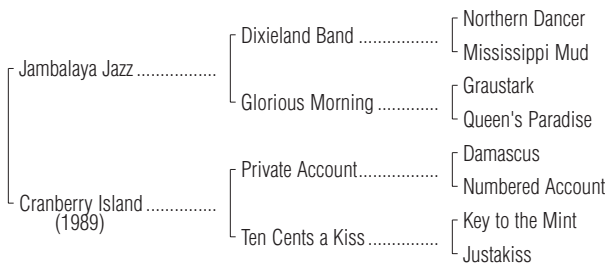 Northern Dancer
Dixieland Band .................
Mississippi Mud
Jambalaya Jazz .................
Graustark
Glorious Morning .............
Queen's Paradise
Damascus
Private Account.................
Numbered Account
Cranberry Island ...............
(1989)
Key to the Mint
Ten Cents a Kiss ...............
Justakiss